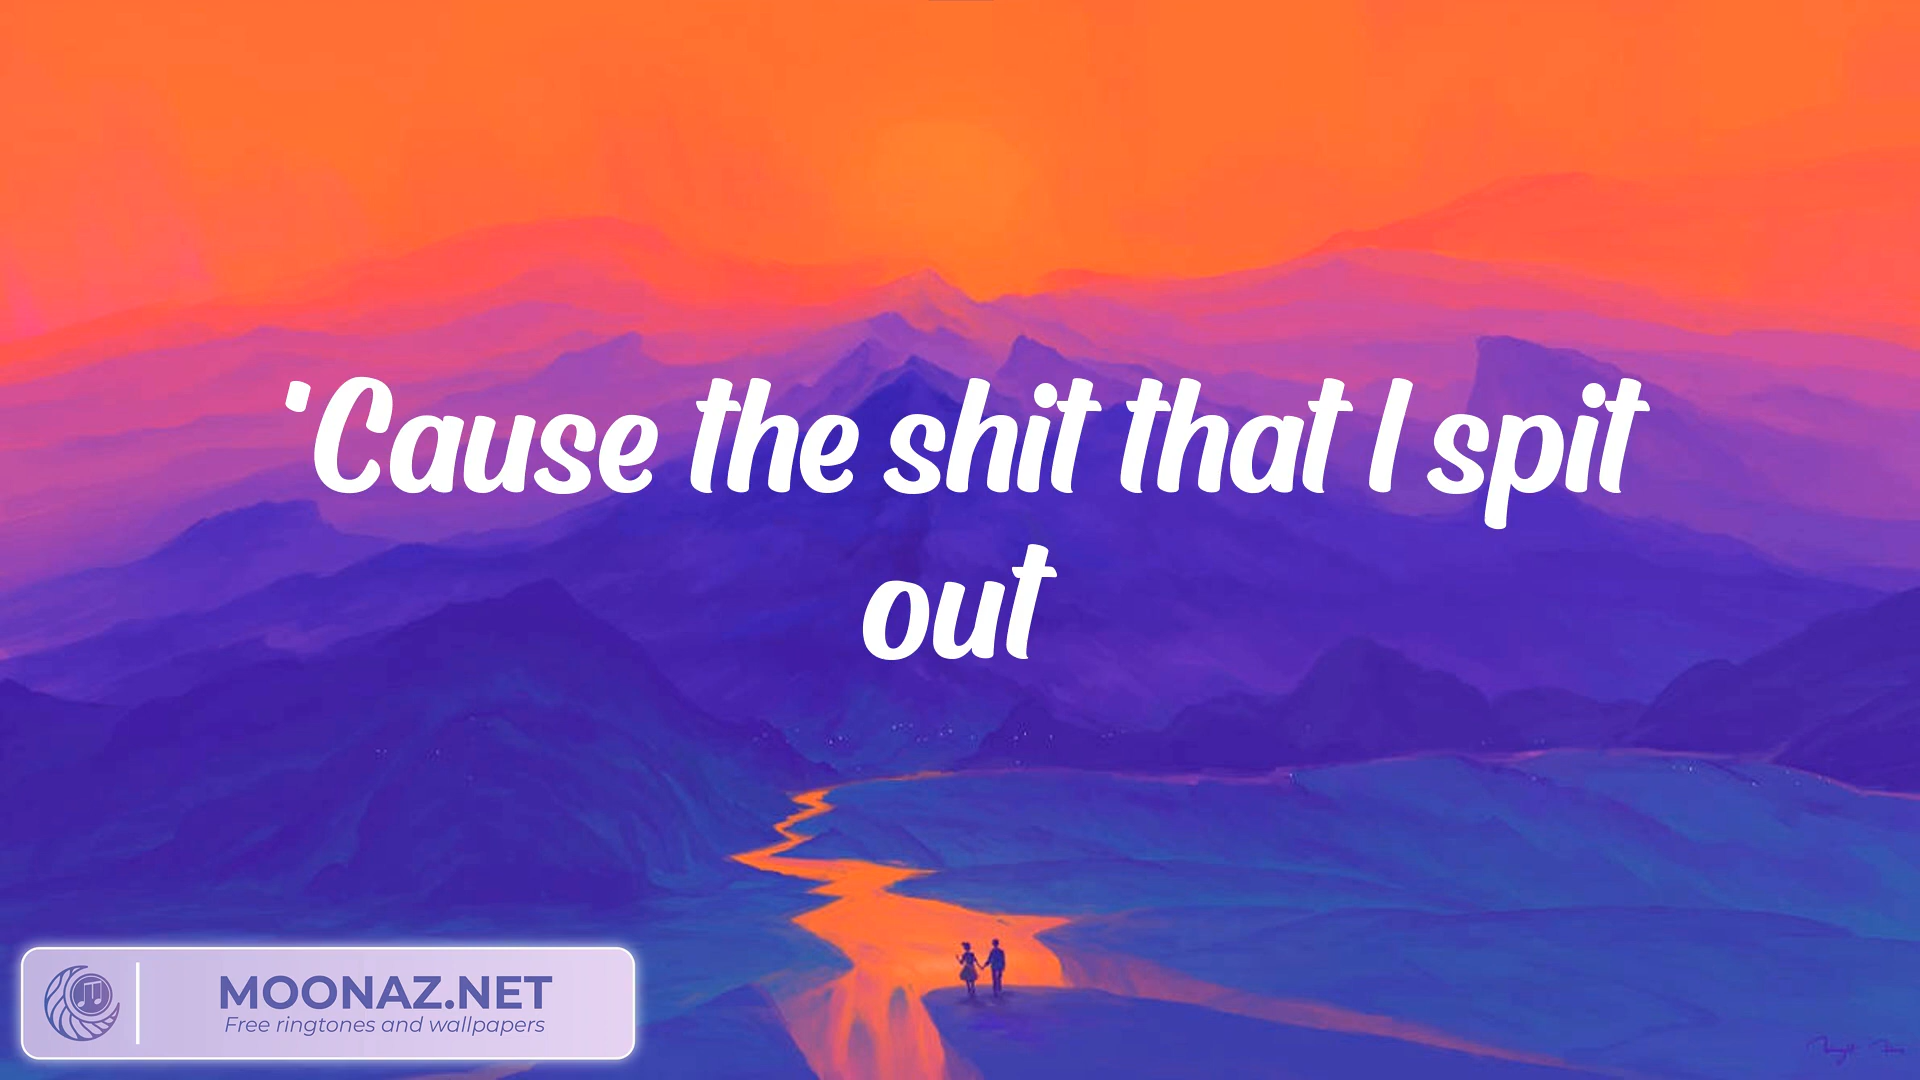 'Cause the shit that I spit
out
MOONAZ.NET
Free ringtones and wallpapers